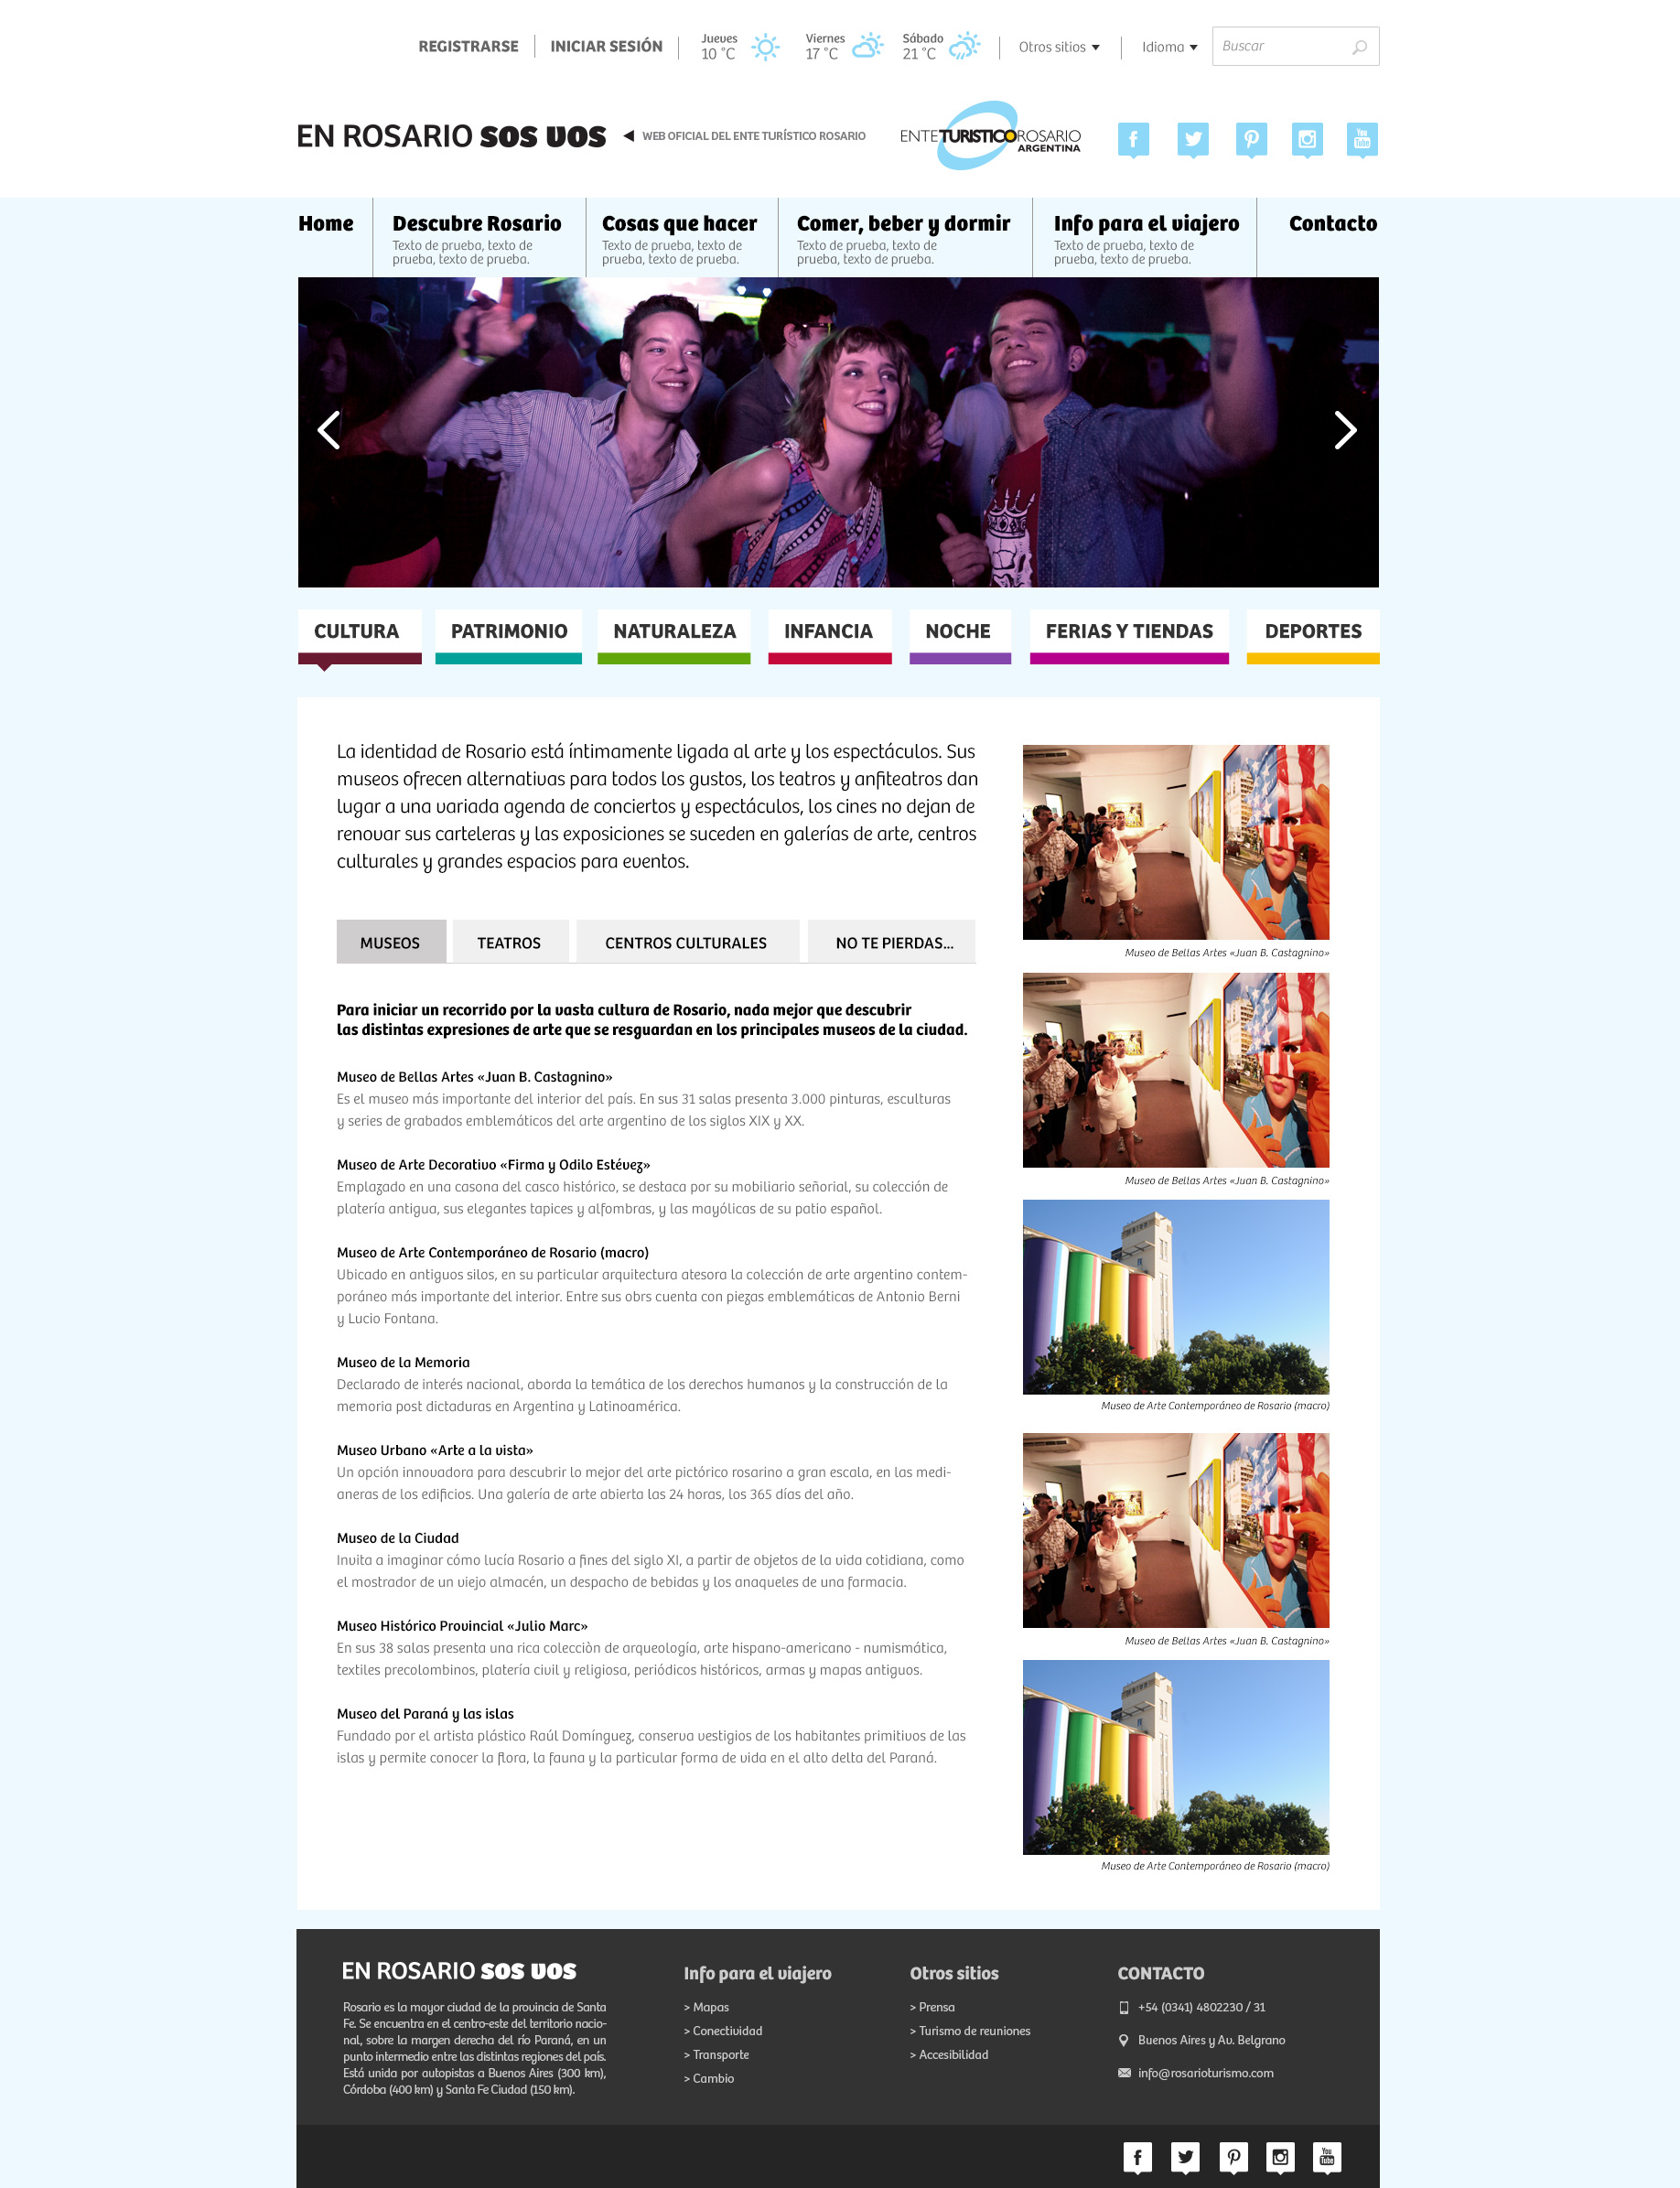 REGISTRARSE
INICIAR SESIÓN
Jueves
10 °C
Viernes
17 °C
Sábado
21 °C
Otros sitios
Idioma
Buscar
EN ROSARIO SOS VOS
WEB OFICIAL DEL ENTE TURÍSTICO ROSARIO
ENTETURISTICOROSARIO
ARGENTINA
You
Tube
Home
Descubre Rosario
Texto de prueba, texto de
prueba, texto de prueba.
Cosas que hacer
Texto de prueba, texto de
prueba, texto de prueba.
Comer, beber y dormir
Texto de prueba, texto de
prueba, texto de prueba.
Info para el viajero
Texto de prueba, texto de
prueba, texto de prueba.
Contacto
CULTURA
PATRIMONIO
NATURALEZA
INFANCIA
NOCHE
FERIAS Y TIENDAS
DEPORTES
La identidad de Rosario está íntimamente ligada al arte y los espectáculos. Sus
museos ofrecen alternativas para todos los gustos, los teatros y anfiteatros dan
lugar a una variada agenda de conciertos y espectáculos, los cines no dejan de
renovar sus carteleras y las exposiciones se suceden en galerías de arte, centros
culturales y grandes espacios para eventos.
MUSEOS
TEATROS
CENTROS CULTURALES
NO TE PIERDAS...
Para iniciar un recorrido por la vasta cultura de Rosario, nada mejor que descubrir
las distintas expresiones de arte que se resguardan en los principales museos de la ciudad.
Museo de Bellas Artes «Juan B. Castagnino»
Es el museo más importante del interior del país. En sus 31 salas presenta 3.000 pinturas, esculturas
y series de grabados emblemáticos del arte argentino de los siglos XIX y XX.
Museo de Arte Decorativo «Firma y Odilo Estévez»
Emplazado en una casona del casco histórico, se destaca por su mobiliario señorial, su colección de
platería antigua, sus elegantes tapices y alfombras, y las mayólicas de su patio español.
Museo de Arte Contemporáneo de Rosario (macro)
Ubicado en antiguos silos, en su particular arquitectura atesora la colección de arte argentino contem-
poráneo más importante del interior. Entre sus obrs cuenta con piezas emblemáticas de Antonio Berni
y Lucio Fontana.
Museo de la Memoria
Declarado de interés nacional, aborda la temática de los derechos humanos y la construcción de la
memoria post dictaduras en Argentina y Latinoamérica.
Museo Urbano «Arte a la vista»
Un opción innovadora para descubrir lo mejor del arte pictórico rosarino a gran escala, en las medi-
aneras de los edificios. Una galería de arte abierta las 24 horas, los 365 días del año.
Museo de la Ciudad
Invita a imaginar cómo lucía Rosario a fines del siglo XI, a partir de objetos de la vida cotidiana, como
el mostrador de un viejo almacén, un despacho de bebidas y los anaqueles de una farmacia.
Museo Histórico Provincial «Julio Marc»
En sus 38 salas presenta una rica colecciòn de arqueología, arte hispano-americano - numismática,
textiles precolombinos, platería civil y religiosa, periódicos históricos, armas y mapas antiguos.
Museo del Paraná y las islas
Fundado por el artista plástico Raúl Domínguez, conserva vestigios de los habitantes primitivos de las
islas y permite conocer la flora, la fauna y la particular forma de vida en el alto delta del Paraná.
Museo de Bellas Artes «Juan B. Castagnino»
Museo de Bellas Artes «Juan B. Castagnino»
Museo de Arte Contemporáneo de Rosario (macro)
Museo de Bellas Artes «Juan B. Castagnino»
Museo de Arte Contemporáneo de Rosario (macro)
EN ROSARIO SOS VOS
Rosario es la mayor ciudad de la provincia de Santa
Fe. Se encuentra en el centro-este del territorio nacio-
nal, sobre la margen derecha del río Paraná, en un
punto intermedio entre las distintas regiones del país.
Está unida por autopistas a Buenos Aires (300 km),
Córdoba (400 km) y Santa Fe Ciudad (150 km).
Info para el viajero
> Mapas
> Conectividad
> Transporte
> Cambio
Otros sitios
> Prensa
> Turismo de reuniones
> Accesibilidad
CONTACTO
+54 (0341) 4802230 / 31
Buenos Aires y Av. Belgrano
info@rosarioturismo.com
You
Tube